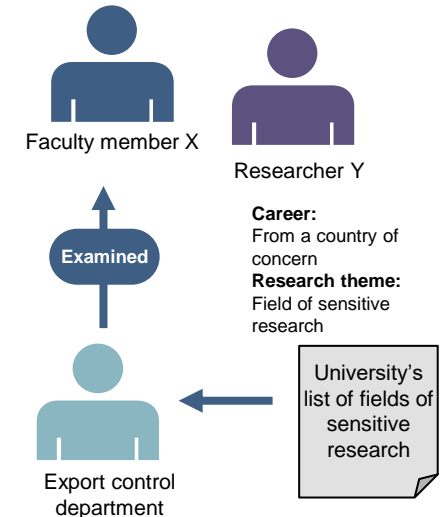 Faculty member X
Researcher Y
Career:
From a country of
concern
Research theme:
Field of sensitive
research
Examined
University's
list of fields of
sensitive
research
Export control
department